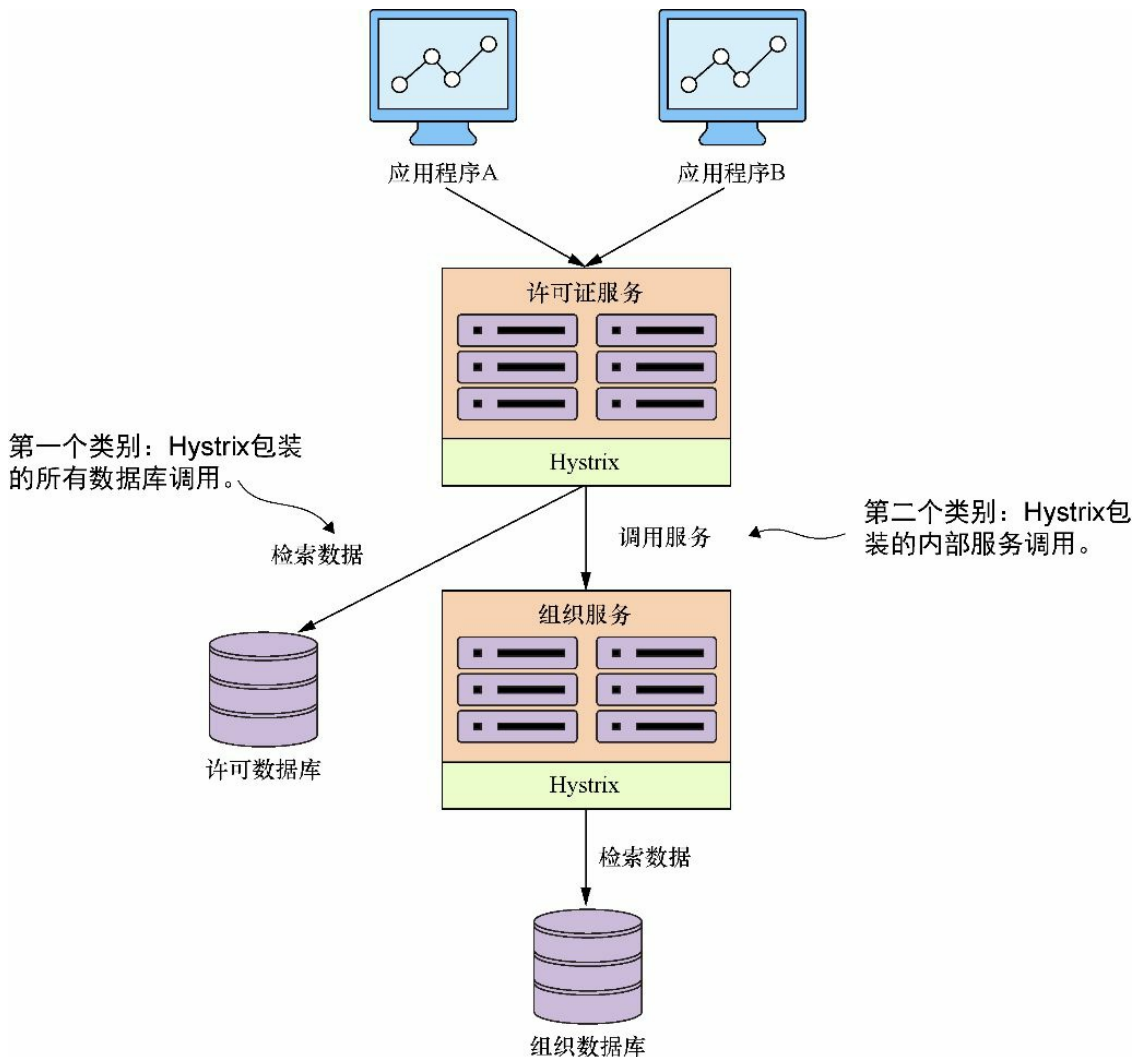 应用程序A
应用程序B
许可证服务
Hystrix
第一个类别：Hystrix包装
的所有数据库调用。
检索数据
调用服务
第二个类别：Hystrix包
装的内部服务调用。
组织服务
许可数据库
Hystrix
检索数据
组织数据库